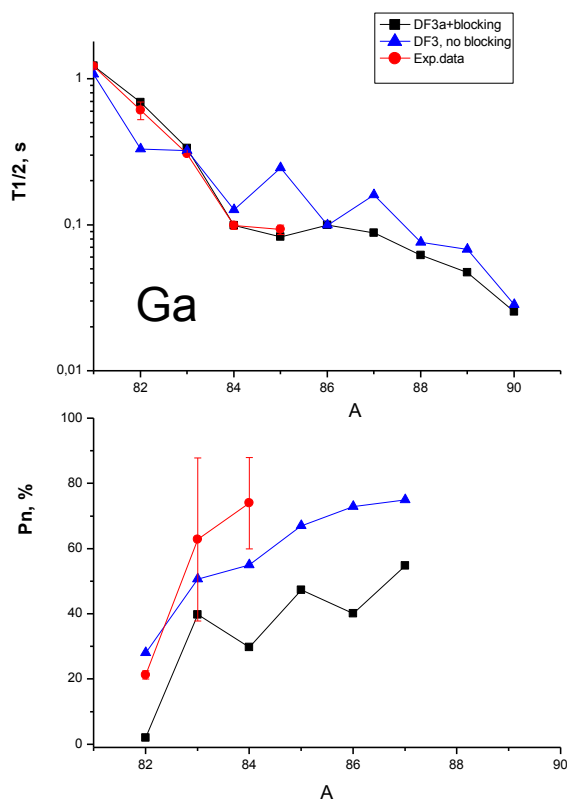 DF3a+blocking
DF3, no blocking
Exp.data
T1/2, s
1
0,1
0,01
Ga
82 84 86 88 90
A
Pn, %
100
80
60
40
20
0
82 84 86 88 90
A